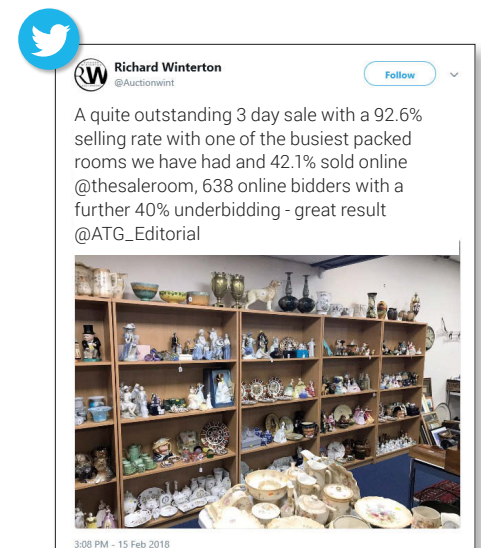 RW
Richard Winterton
@Auctionwint
Follow
A quite outstanding 3 day sale with a 92.6%
selling rate with one of the busiest packed
rooms we have had and 42.1% sold online
@thesaleroom, 638 online bidders with a
further 40% underbidding - great result
@ATG_Editorial
3:08 PM - 15 Feb 2018